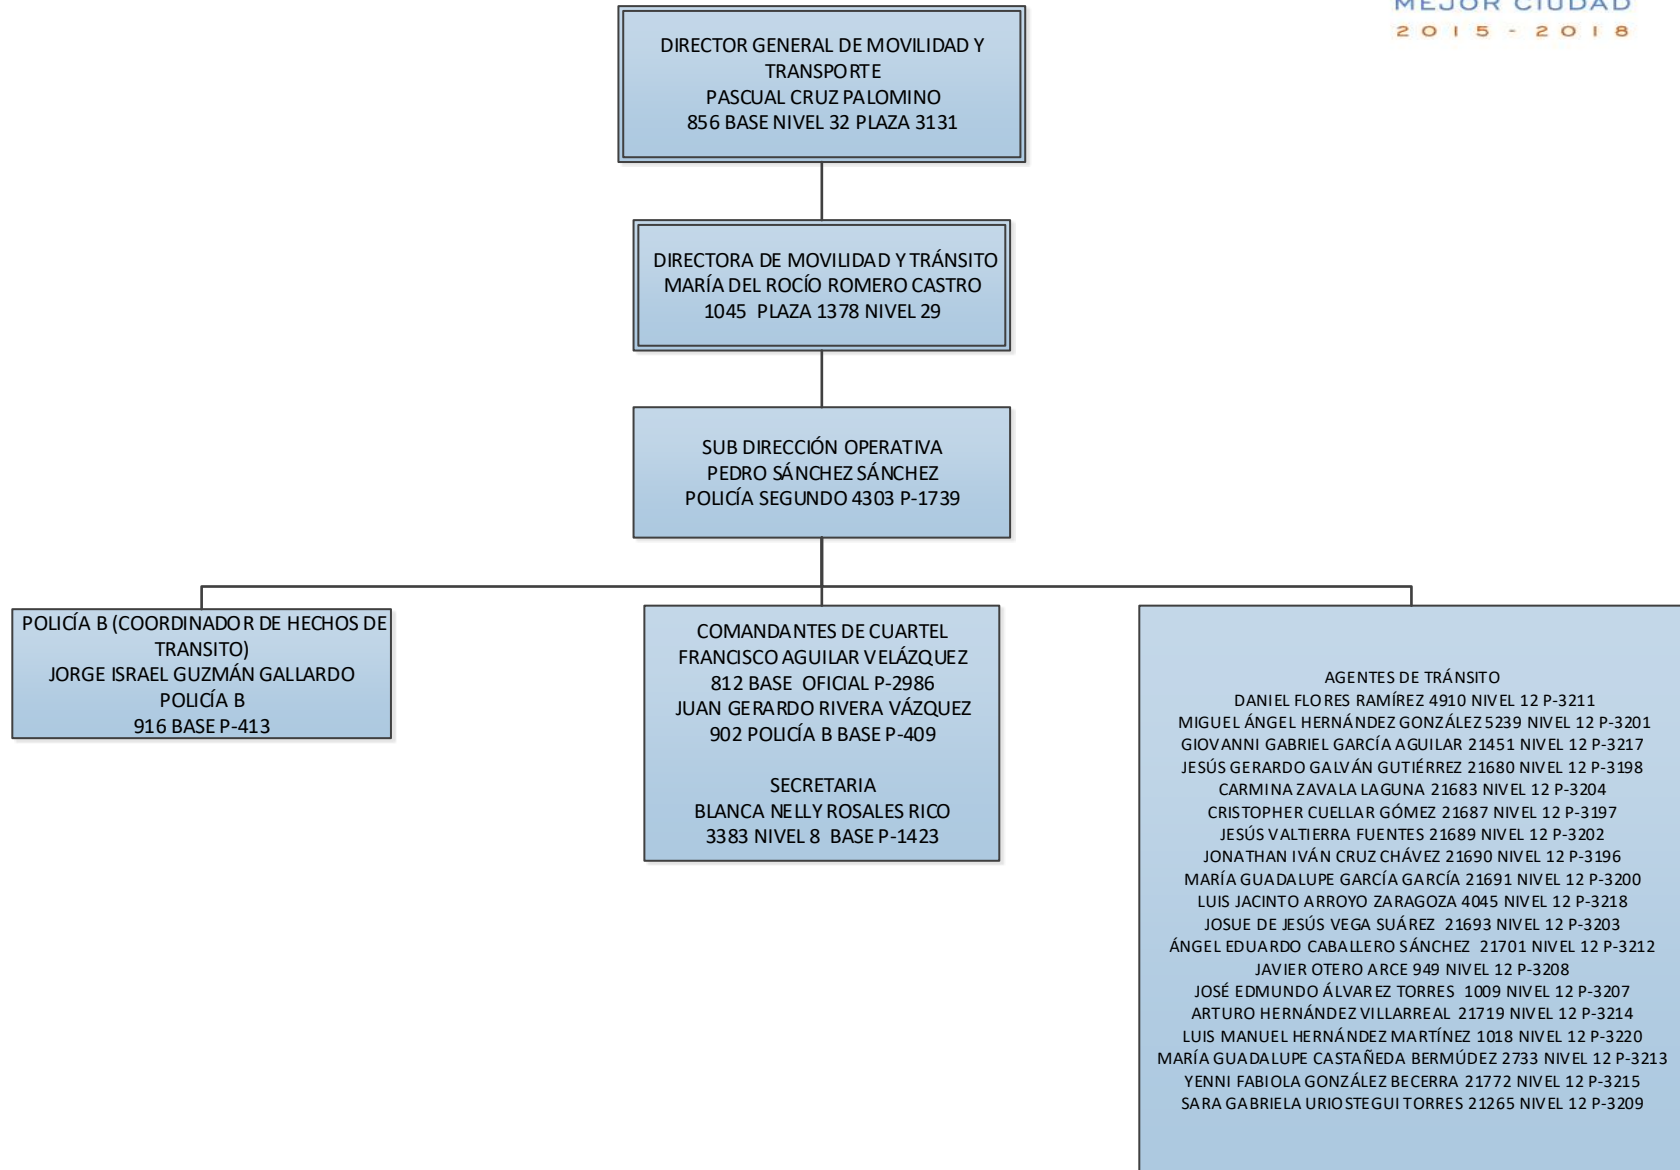 MEJOR CIUDAD
2015-2018
DIRECTOR GENERAL DE MOVILIDAD Y
TRANSPORTE
PASCUAL CRUZ PALOMINO
856 BASE NIVEL 32 PLAZA 3131
DIRECTORA DE MOVILIDAD Y TRÁNSITO
MARÍA DEL ROCÍO ROMERO CASTRO
1045 PLAZA 1378 NIVEL 29
SUB DIRECCIÓN OPERATIVA
PEDRO SÁNCHEZ SÁNCHEZ
POLICÍA SEGUNDO 4303 P-1739
POLICÍA B (COORDINADOR DE HECHOS DE
TRANSITO)
JORGE ISRAEL GUZMÁN GALLARDO
POLICÍA B
916 BASE P-413
COMANDANTES DE CUARTEL
FRANCISCO AGUILAR VELÁZQUEZ
812 BASE OFICIAL P-2986
JUAN GERARDO RIVERA VÁZQUEZ
902 POLICÍA B BASE P-409
SECRETARIA
BLANCA NELLY ROSALES RICO
3383 NIVEL 8 BASE P-1423
AGENTES DE TRÁNSITO
DANIEL FLORES RAMÍREZ 4910 NIVEL 12 P-3211
MIGUEL ÁNGEL HERNÁNDEZ GONZÁLEZ 5239 NIVEL 12 P-3201
GIOVANNI GABRIEL GARCÍA AGUILAR 21451 NIVEL 12 P-3217
JESÚS GERARDO GALVÁN GUTIÉRREZ 21680 NIVEL 12 P-3198
CARMINA ZAVALA LAGUNA 21683 NIVEL 12 P-3204
CRISTOPHER CUELLAR GÓMEZ 21687 NIVEL 12 P-3197
JESÚS VALTIERRA FUENTES 21689 NIVEL 12 P-3202
JONATHAN IVÁN CRUZ CHÁVEZ 21690 NIVEL 12 P-3196
MARÍA GUADALUPE GARCÍA GARCÍA 21691 NIVEL 12 P-3200
LUIS JACINTO ARROYO ZARAGOZA 4045 NIVEL 12 P-3218
JOSUE DE JESÚS VEGA SUÁREZ 21693 NIVEL 12 P-3203
ÁNGEL EDUARDO CABALLERO SÁNCHEZ 21701 NIVEL 12 P-3212
JAVIER OTERO ARCE 949 NIVEL 12 P-3208
JOSÉ EDMUNDO ÁLVAREZ TORRES 1009 NIVEL 12 P-3207
ARTURO HERNÁNDEZ VILLARREAL 21719 NIVEL 12 P-3214
LUIS MANUEL HERNÁNDEZ MARTÍNEZ 1018 NIVEL 12 P-3220
MARÍA GUADALUPE CASTAÑEDA BERMÚDEZ 2733 NIVEL 12 P-3213
YENNI FABIOLA GONZÁLEZ BECERRA 21772 NIVEL 12 P-3215
SARA GABRIELA URIOSTEGUI TORRES 21265 NIVEL 12 P-3209